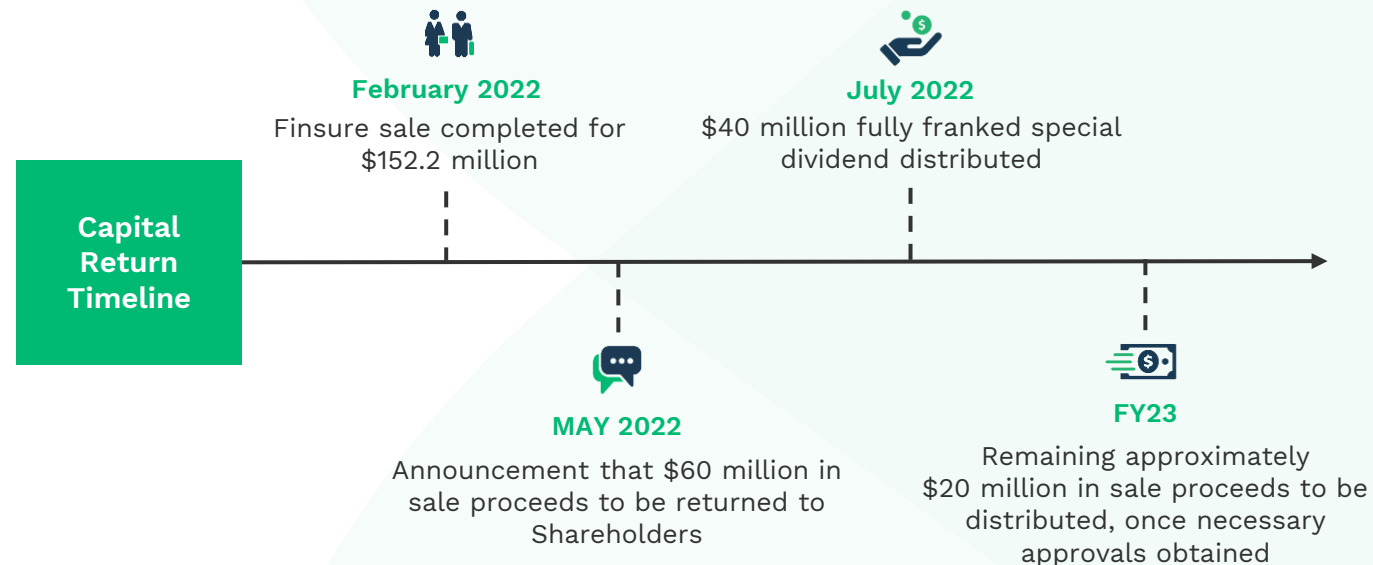 Capital
Return
Timeline
February 2022
Finsure sale completed for
$152.2 million
MAY 2022
Announcement that $60 million in
sale proceeds to be returned to
Shareholders
July 2022
$40 million fully franked special
dividend distributed
FY23
Remaining approximately
$20 million in sale proceeds to be
distributed, once necessary
approvals obtained